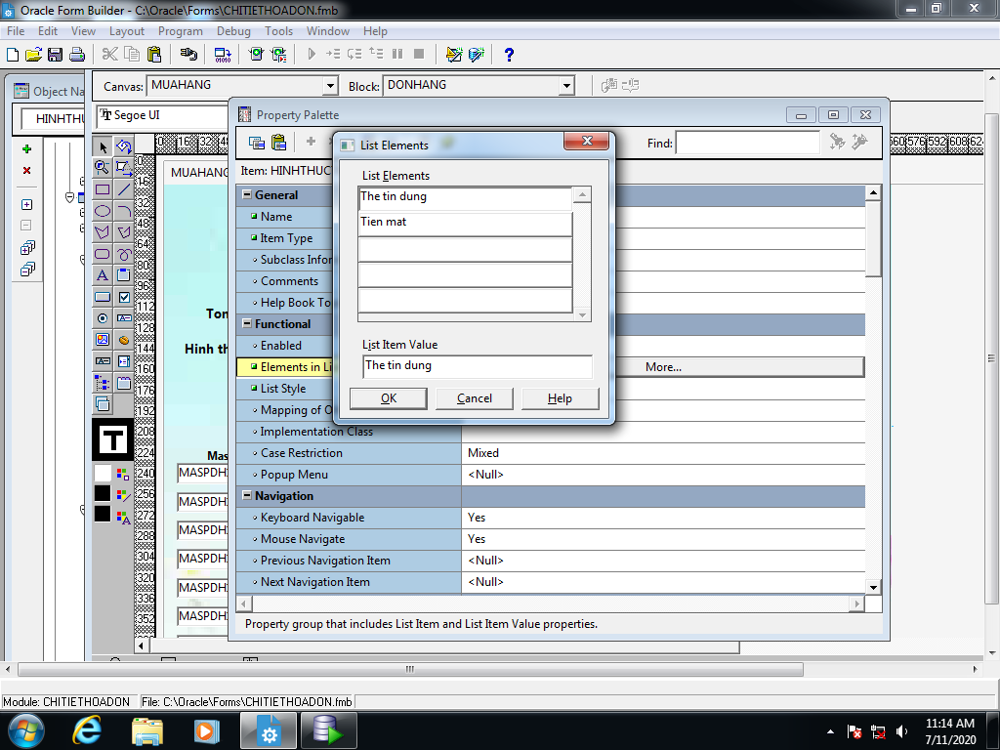 Oracle Form Builder - C:\Oracle\Forms\CHITIETHOADON.fmb
File Edit View Layout Program Debug Tools Window Help
Object Na
Canvas: MUAHANG Block: DONHANG
HINHTHU
Segoe UI
Property Palette
Find:
Item: HINHTHUC
MUAHANG
General
Name
Item Type
Subclass Infor
Comments
Help Book To
Functional
Enabled
Elements in Li
More...
List Style
Mapping of O
Implementation Class
Case Restriction Mixed
Popup Menu <Null>
Navigation
Keyboard Navigable Yes
Mouse Navigate Yes
Previous Navigation Item <Null>
Next Navigation Item <Null>
Property group that includes List Item and List Item Value properties.
List Elements
List Elements
The tin dung
Tien mat
List Item Value
The tin dung
OK Cancel Help
Ton
Hinh th
Mas
MASPDH
MASPDH
MASPDH
MASPDH
MASPDH
MASPDH
Module: CHITIETHOADON File: C:\Oracle\Forms\CHITIETHOADON.fmb
11:14 AM
7/11/2020